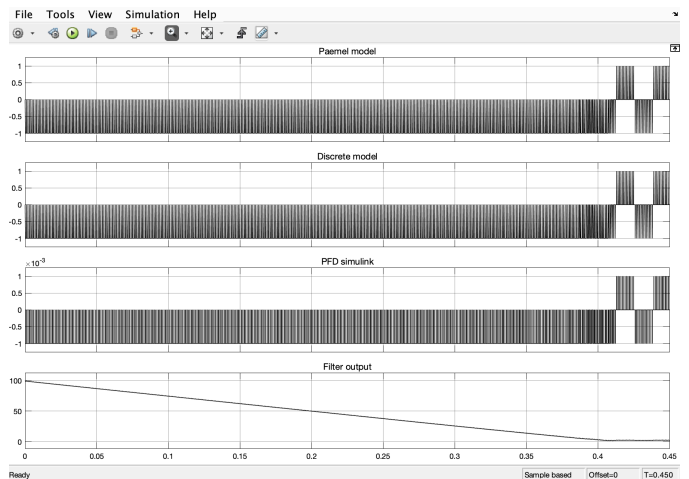 File Tools View Simulation Help
Paemel model
1
0.5
0
-0.5
-1
Discrete model
1
0.5
0
-0.5
-1
×10-3
PFD simulink
1
0.5
0
-0.5
-1
Filter output
100
50
0
0 0.05 0.1 0.15 0.2 0.25 0.3 0.35 0.4 0.45
Ready Sample based Offset=0 T=0.450